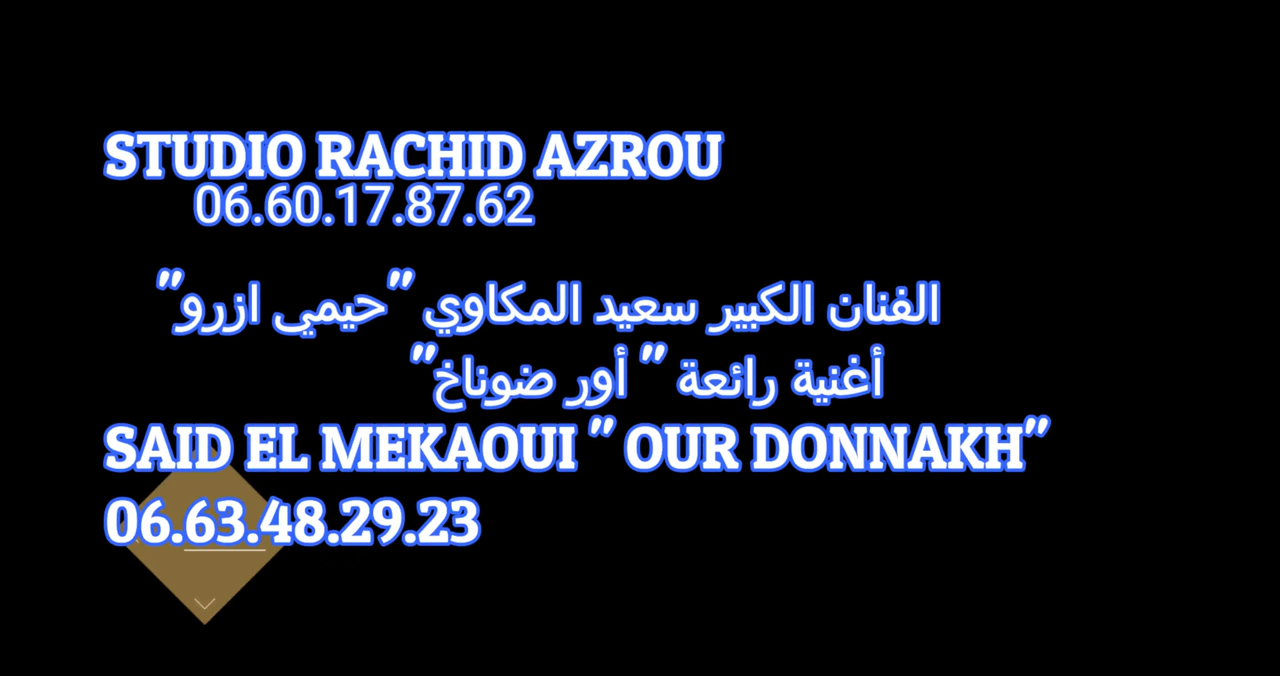 STUDIO RACHID AZROU
06.60.17.87.62
الفنان الكبير سعيد المكاوي "حيمي ازرو"
أغنية رائعة " أور ضوناخ"
SAID EL MEKAOUI " OUR DONNAKH"
06.63.48.29.23